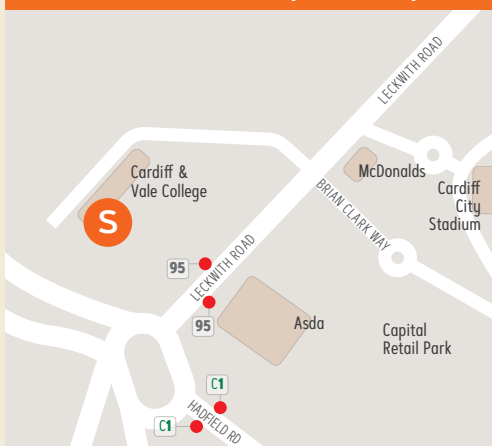 LECKWITH ROAD
McDonalds
Cardiff &
Vale College
Cardiff
City
Stadium
BRIAN CLARK WAY
S
LECKWITH ROAD
95
95
Asda
Capital
Retail Park
C1
HADFIELD RD
C1